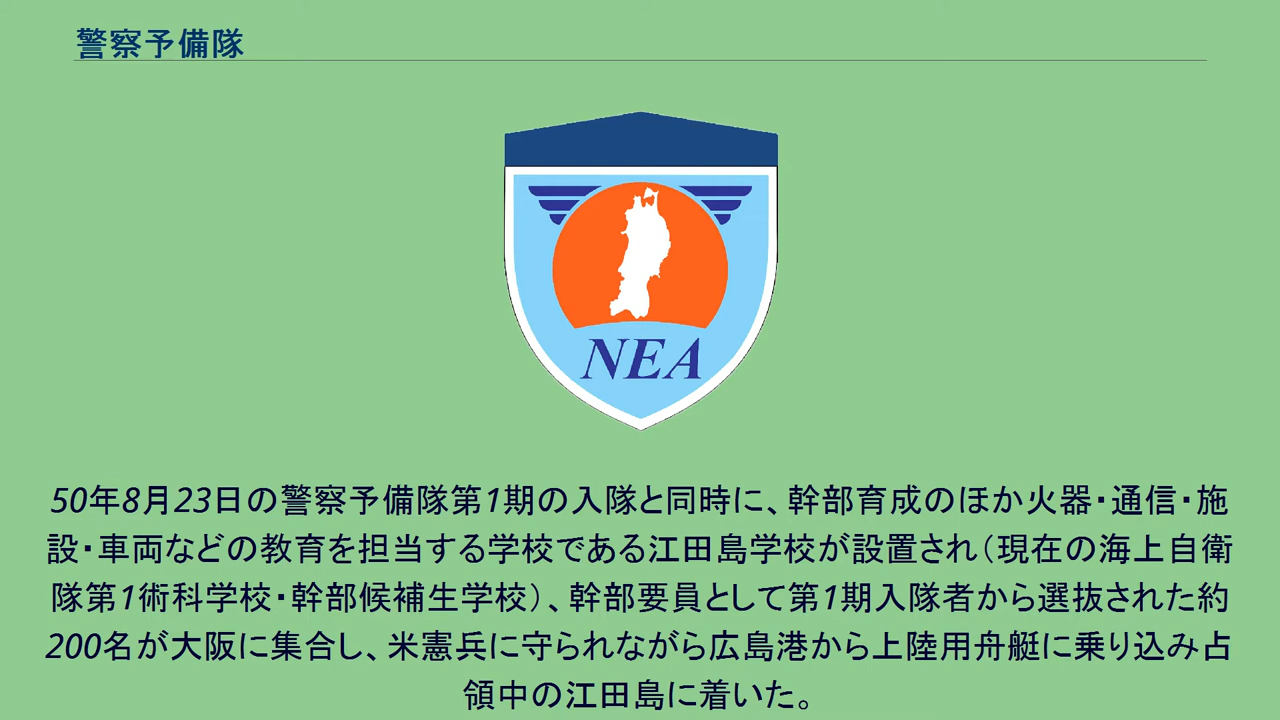 警察予備隊
NEA
50年8月23日の警察予備隊第1期の入隊と同時に、幹部育成のほか火器・通信・施
設・車両などの教育を担当する学校である江田島学校が設置され（現在の海上自衛
隊第1術科学校・幹部候補生学校）、幹部要員として第1期入隊者から選抜された約
200名が大阪に集合し、米憲兵に守られながら広島港から上陸用舟艇に乗り込み占
領中の江田島に着いた。